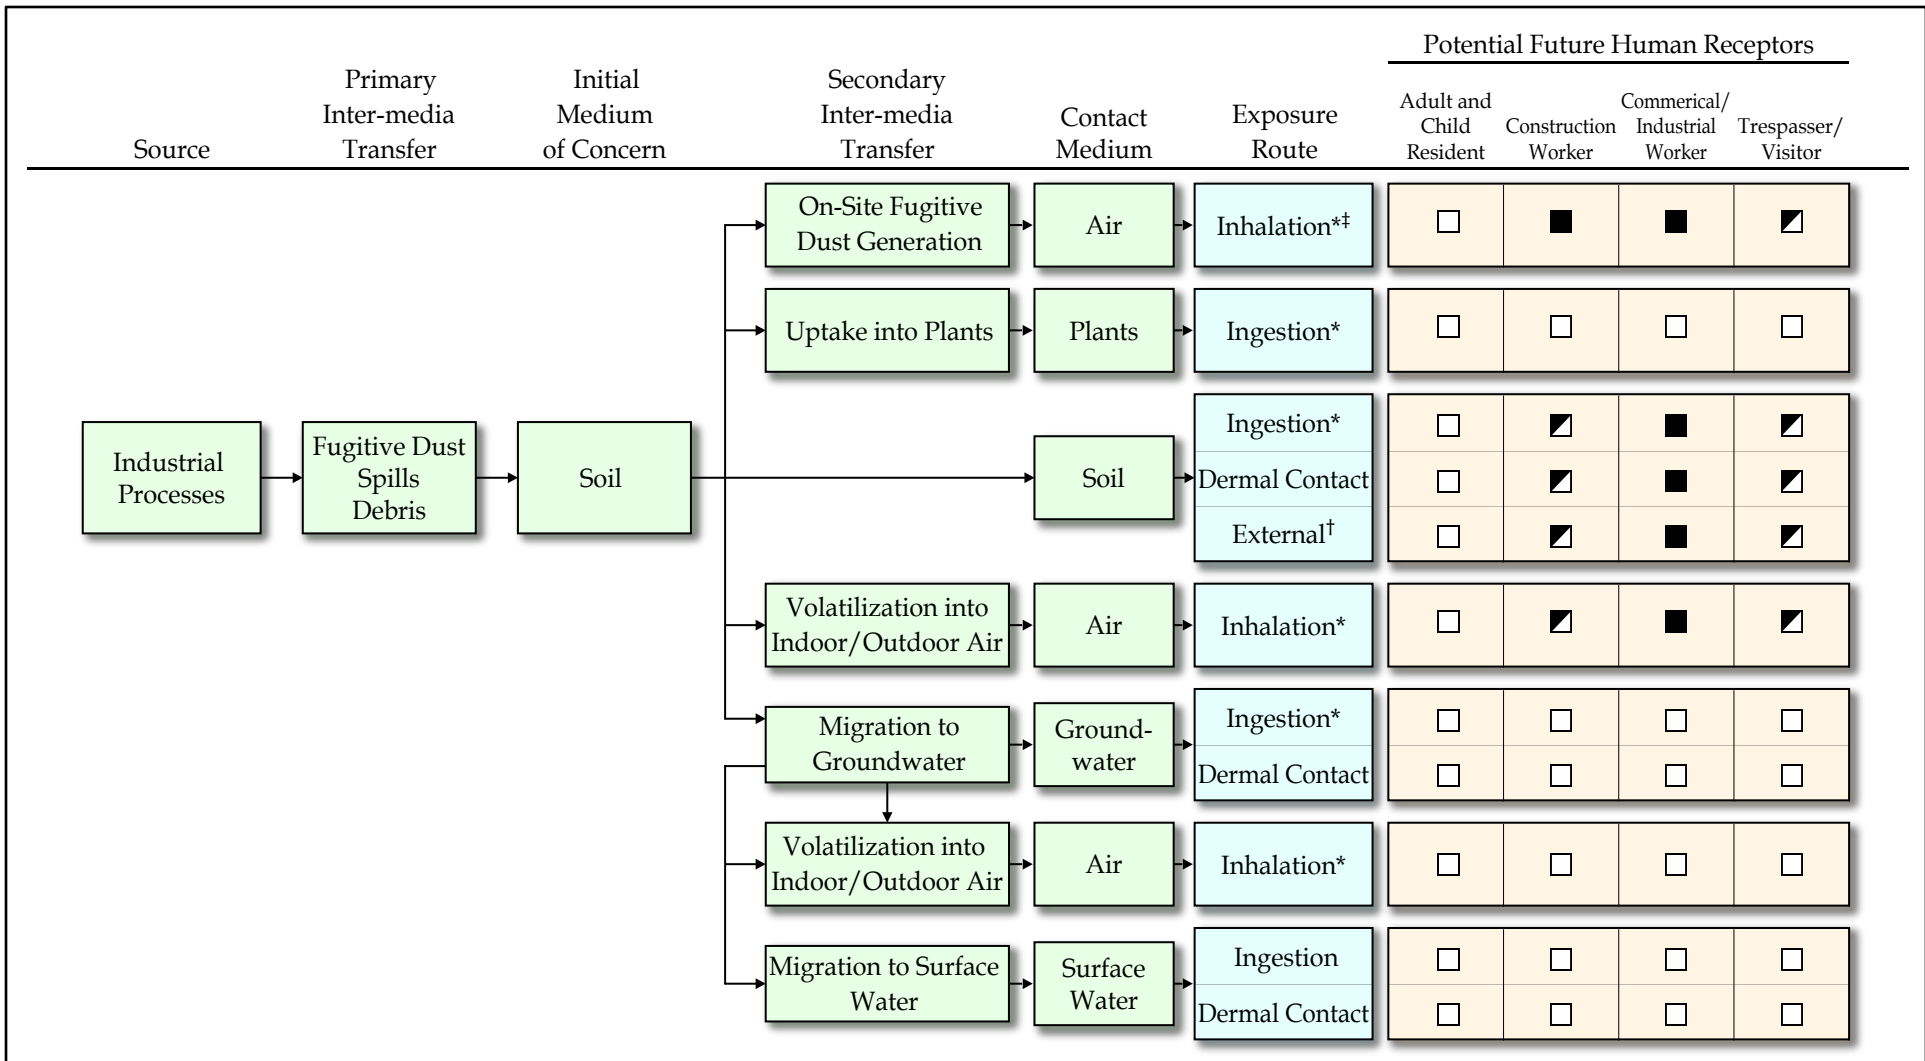 Potential Future Human Receptors
Source
Primary
Inter-media
Transfer
Initial
Medium
of Concern
Secondary
Inter-media
Transfer
Contact
Medium
Exposure
Route
Adult and
Child
Resident
Construction
Worker
Commerical/
Industrial
Worker
Trespasser/
Visitor
On-Site Fugitive
Dust Generation
Air
Inhalation*‡
Uptake into Plants
Plants
Ingestion*
Industrial
Processes
Fugitive Dust
Spills
Debris
Soil
Soil
Ingestion*
Dermal Contact
External†
Volatilization into
Indoor/Outdoor Air
Air
Inhalation*
Migration to
Groundwater
Ground-
water
Ingestion*
Dermal Contact
Volatilization into
Indoor/Outdoor Air
Air
Inhalation*
Migration to Surface
Water
Surface
Water
Ingestion
Dermal Contact